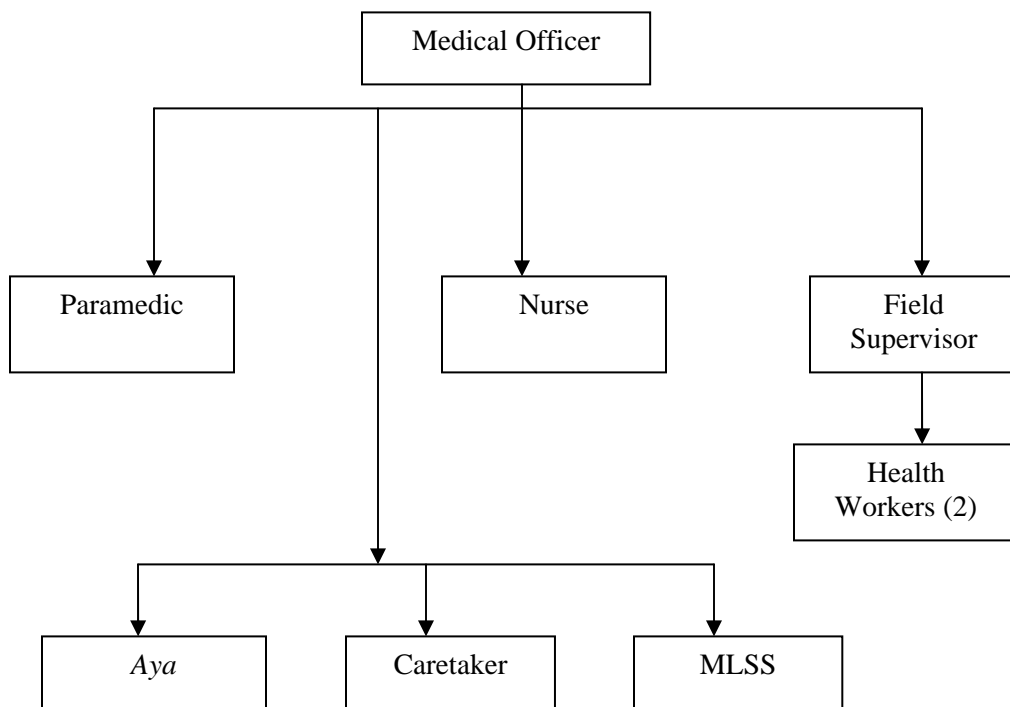 Medical Officer
Paramedic
Nurse
Field
Supervisor
Health
Workers (2)
Aya
Caretaker
MLSS